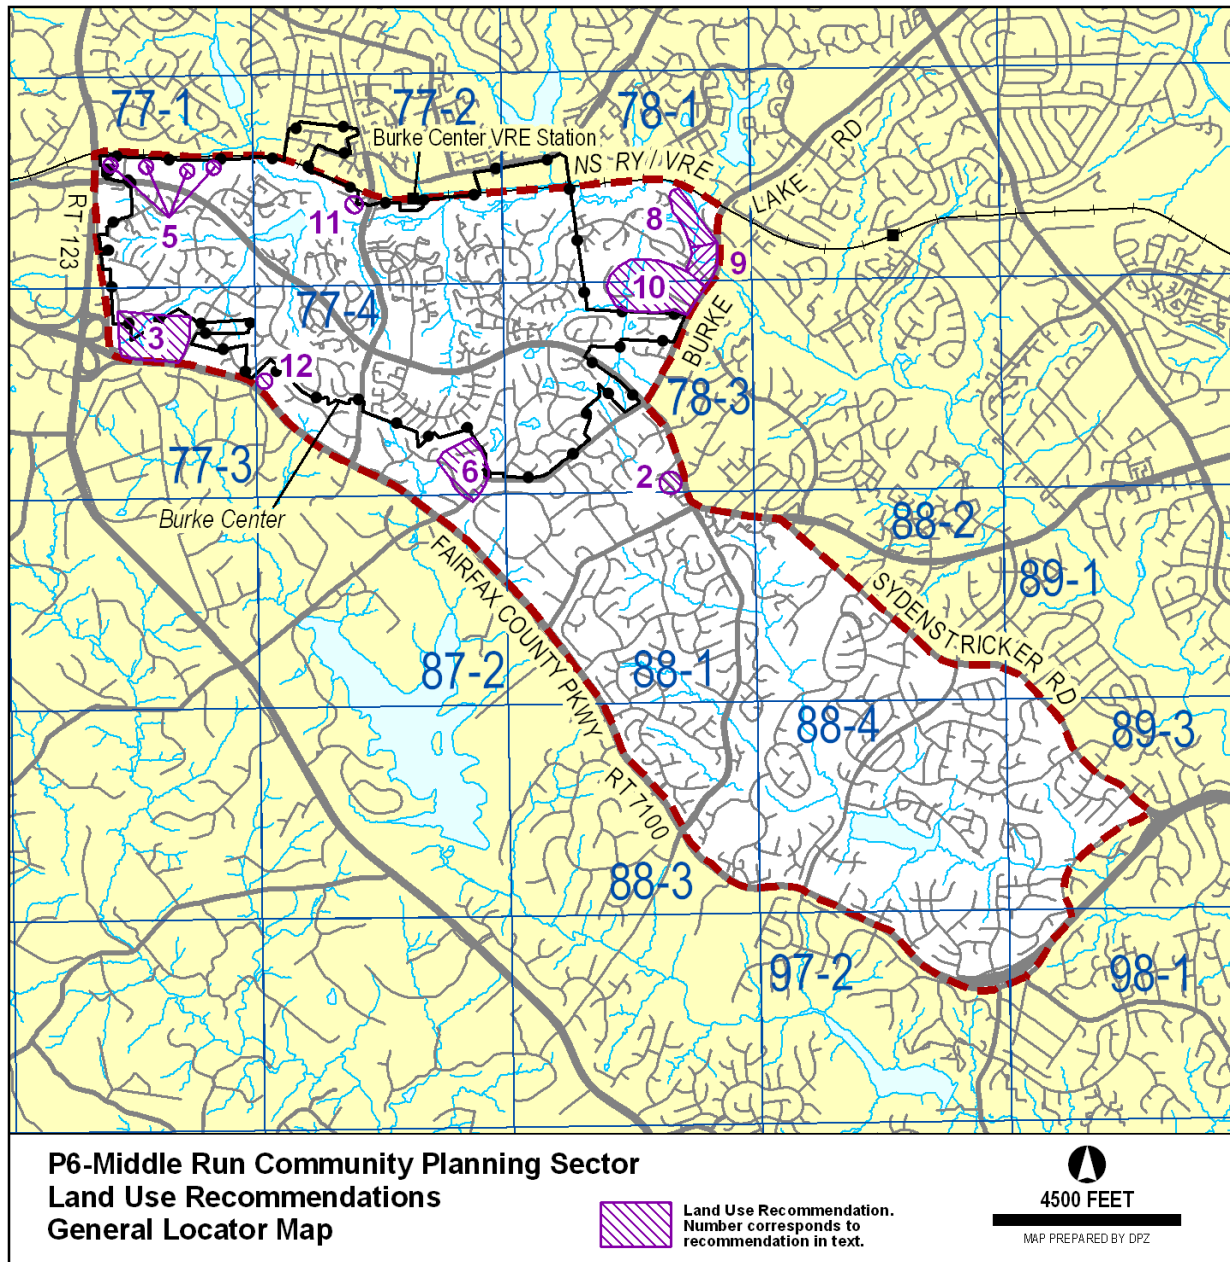 77-1
77-2
78-1
Burke Center VRE Station
NS RY / VRE
LAKE RD
RT 123
5
11
8
9
10
77-4
3
12
BURKE
78-3
77-3
6
2
Burke Center
88-2
89-1
FAIRFAX COUNTY PKWY
SYDENSTRICKER RD
87-2
88-1
88-4
89-3
RT 7100
88-3
97-2
98-1
P6-Middle Run Community Planning Sector
Land Use Recommendations
General Locator Map
Land Use Recommendation.
Number corresponds to
recommendation in text.
4500 FEET
MAP PREPARED BY DPZ